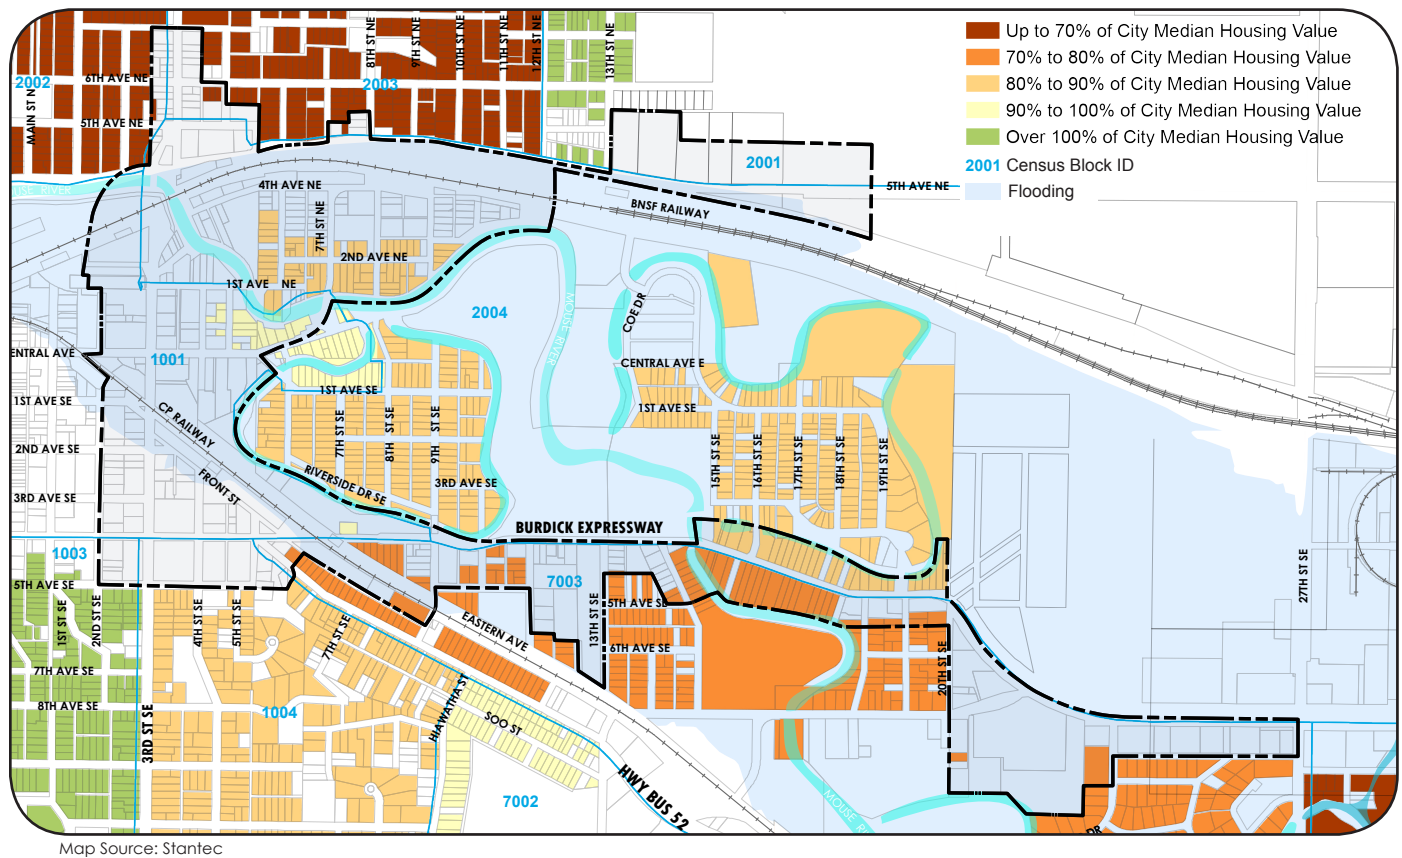 Up to 70% of City Median Housing Value
70% to 80% of City Median Housing Value
80% to 90% of City Median Housing Value
90% to 100% of City Median Housing Value
Over 100% of City Median Housing Value
2001 Census Block ID
Flooding
8TH ST NE
9TH ST NE
10TH ST NE
11TH ST NE
12TH ST NE
13TH ST NE
2002
6TH AVE NE
2003
MAIN ST N
5TH AVE NE
2001
5TH AVE NE
USE RIVER
4TH AVE NE
BNSF RAILWAY
7TH ST NE
2ND AVE NE
1ST AVE NE
2004
MOUSE RIVER
COE DR
ENTRAL AVE
1001
CENTRAL AVE E
1ST AVE SE
1ST AVE SE
1ST AVE SE
CP RAILWAY
7TH ST SE
8TH ST SE
9TH ST SE
15TH ST SE
16TH ST SE
17TH ST SE
18TH ST SE
19TH ST SE
2ND AVE SE
FRONT ST
RIVERSIDE DR SE
3RD AVE SE
3RD AVE SE
BURDICK EXPRESSWAY
1003
7003
27TH ST SE
5TH AVE SE
1ST ST SE
2ND ST SE
4TH ST SE
5TH ST SE
7TH ST SE
EASTERN AVE
13TH ST SE
5TH AVE SE
6TH AVE SE
20TH ST SE
7TH AVE SE
8TH AVE SE
3RD ST SE
1004
HIAWATHA ST
SOO ST
HWY BUS 52
7002
MOUSE RI
DR
Map Source: Stantec